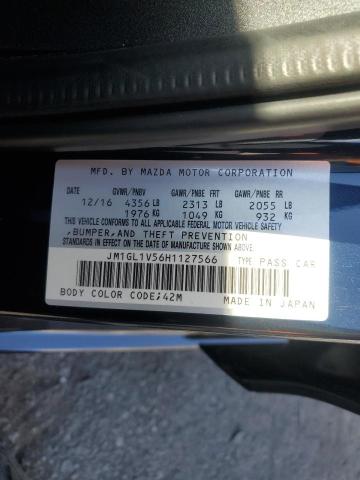 MFD. BY MAZDA MOTOR CORPORATION
12/16 GVWR/PNBV GAWR/PNBE FRT GAWR/PNBE RR
4356 LB 2313 LB 2055 LB
1976 KG 1049 KG 932 KG
THIS VEHICLE CONFORMS TO ALL APPLICABLE FEDERAL MOTOR VEHICLE SAFETY
,BUMPER,AND THEFT PREVENTION
STANDARDS IN EFFECT ON THE DATE OF MANUFACTURE SHOWN ABOVE.
JM1GL1V56H1127566 TYPE PASS CAR
BODY COLOR CODE;42M MADE IN JAPAN